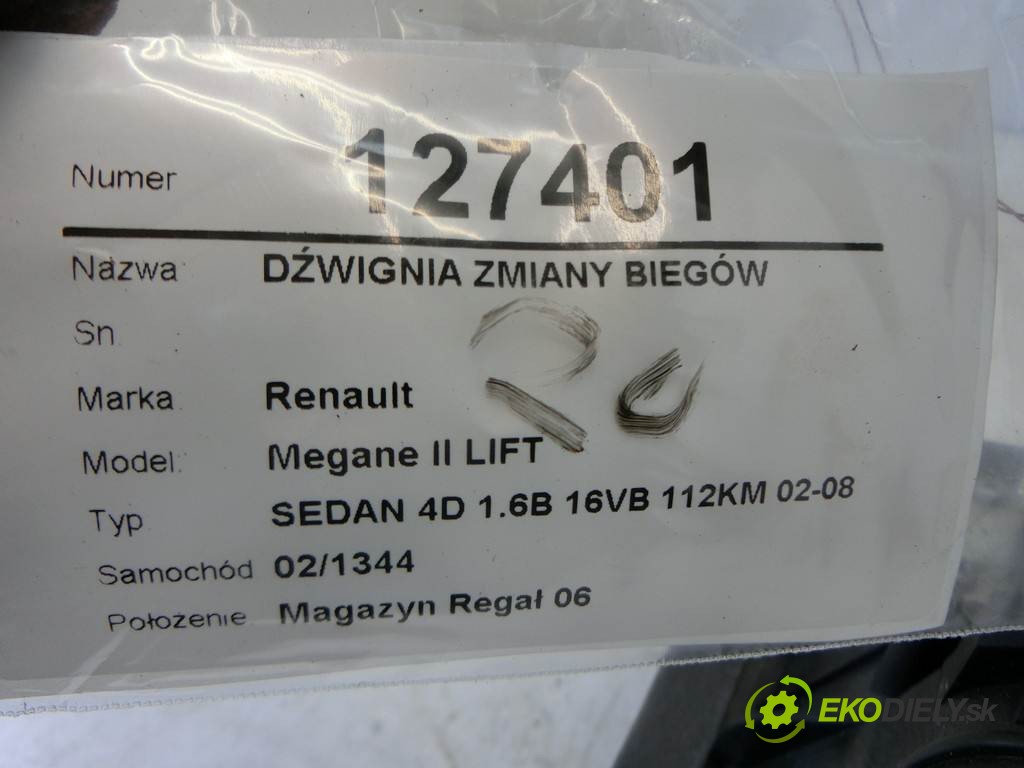 Numer 127401
Nazwa DŹWIGNIA ZMIANY BIEGÓW
Sn
Marka Renault
Model: Megane II LIFT
Typ SEDAN 4D 1.6B 16VB 112KM 02-08
Samochód 02/1344
Położenie Magazyn Regał 06
EKODIELY.sk